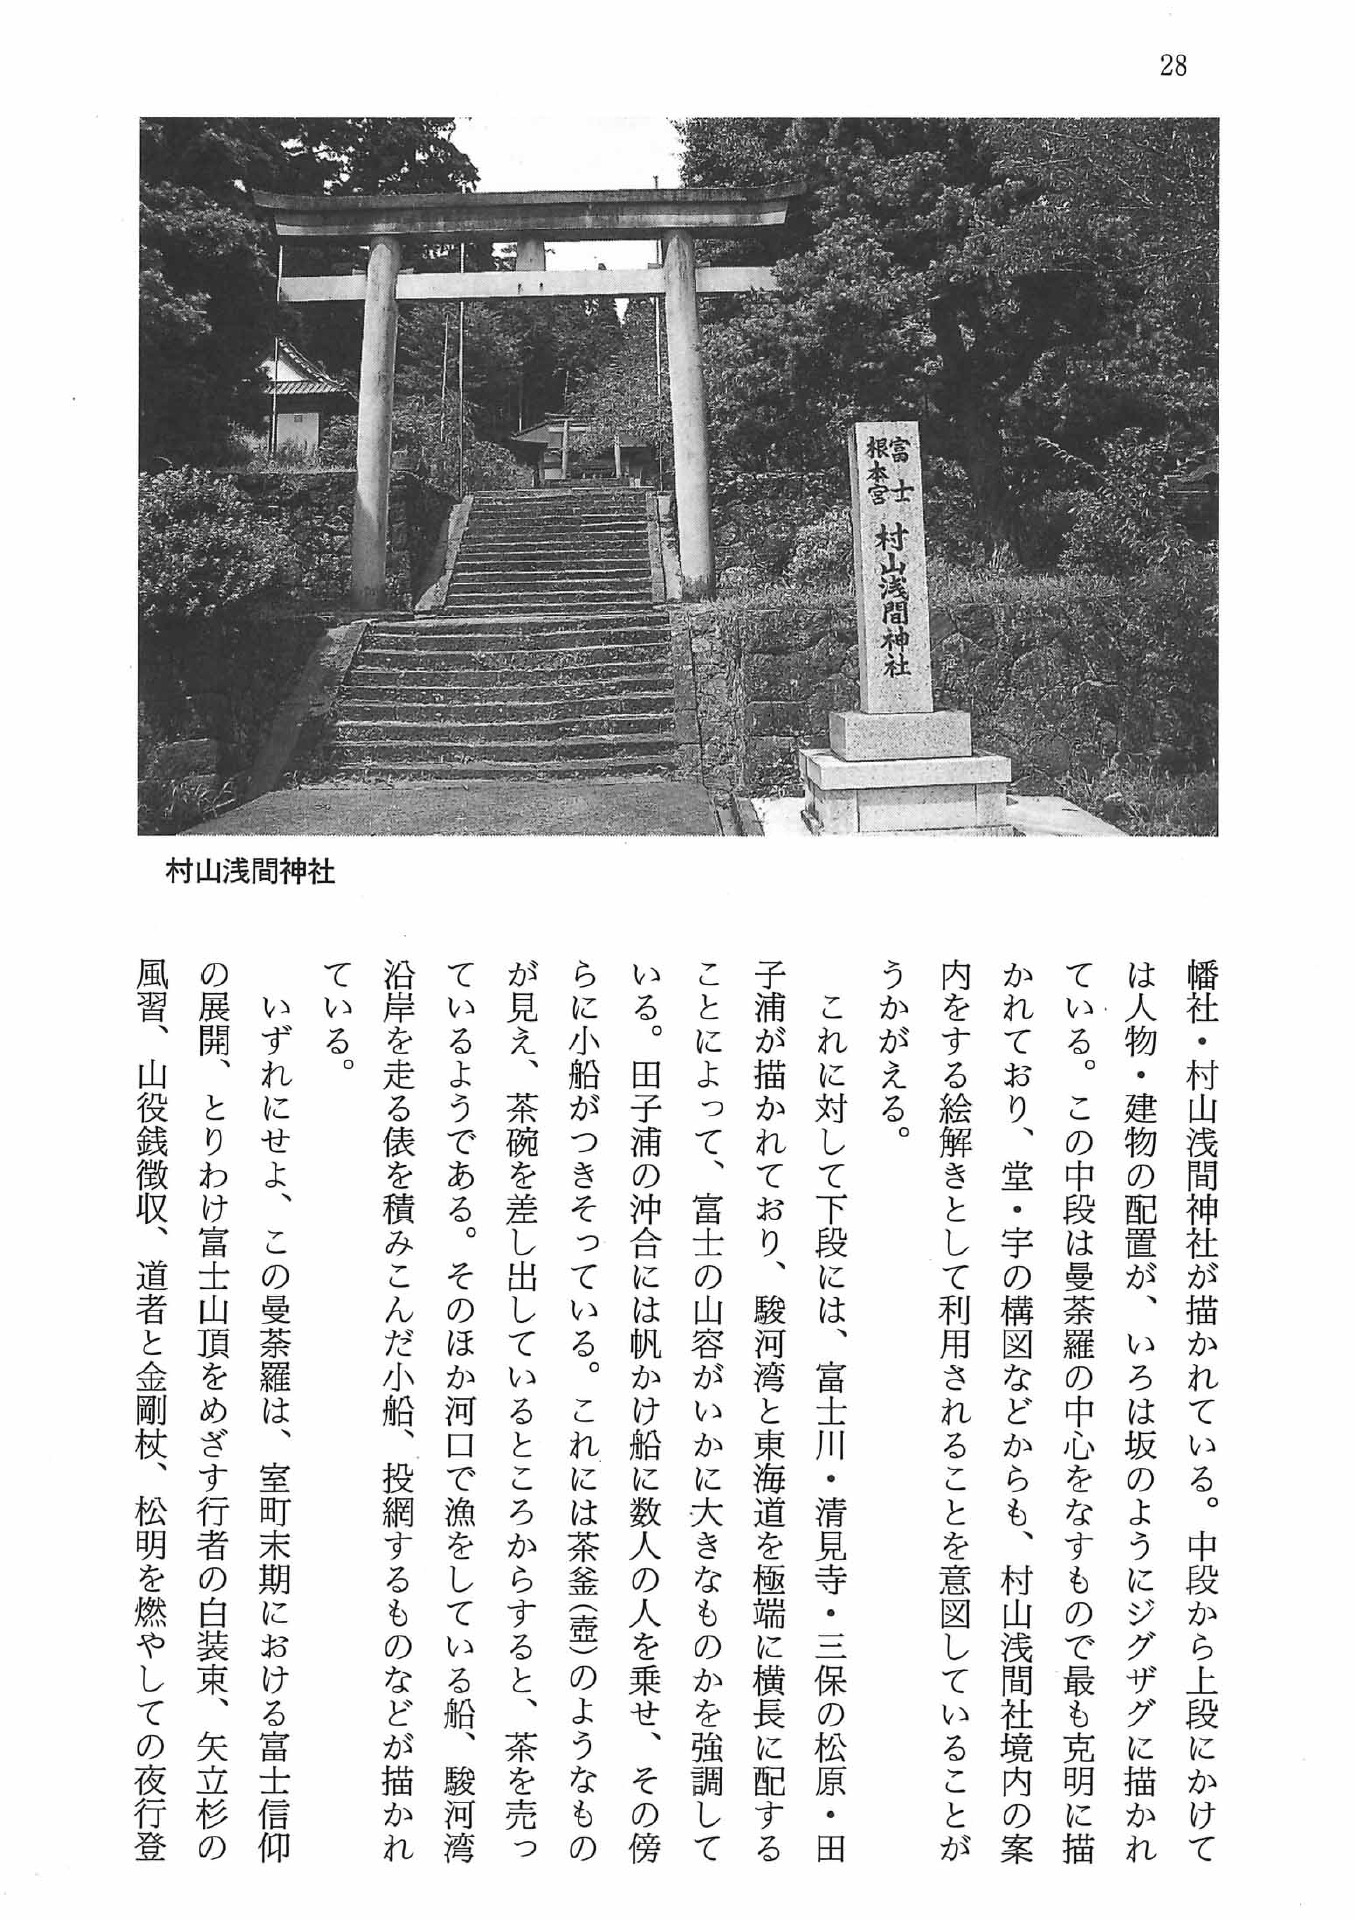 28
富士
根本宮
村山浅間神社
村山浅間神社
幡社・村山浅間神社が描かれている。中段から上段にかけて
は人物・建物の配置が、いろは坂のようにジグザグに描かれ
ている。この中段は曼荼羅の中心をなすもので最も克明に描
かれており、堂・宇の構図などからも、村山浅間社境内の案
内をする絵解きとして利用されることを意図していることが
うかがえる。
これに対して下段には、富士川・清見寺・三保の松原・田
子浦が描かれており、駿河湾と東海道を極端に横長に配する
ことによって、富士の山容がいかに大きなものかを強調して
いる。田子浦の沖合には帆かけ船に数人の人を乗せ、その傍
らに小船がつきそっている。これには茶釜(壺)のようなもの
が見え、茶碗を差し出しているところからすると、茶を売っ
ているようである。そのほか河口で漁をしている船、駿河湾
沿岸を走る俵を積みこんだ小船、投網するものなどが描かれ
ている。
いずれにせよ、この曼荼羅は、室町末期における富士信仰
の展開、とりわけ富士山頂をめざす行者の白装束、矢立杉の
風習、山役銭徴収、道者と金剛杖、松明を燃やしての夜行登